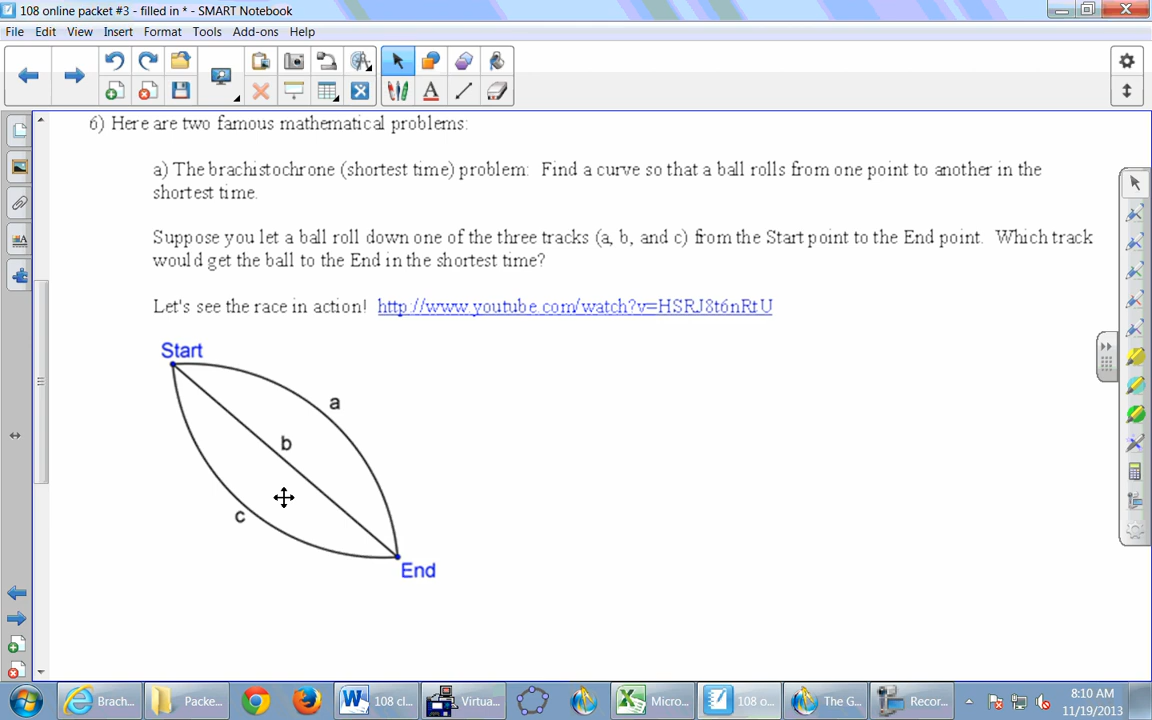 108 online packet #3 - filled in * - SMART Notebook
File Edit View Insert Format Tools Add-ons Help
6) Here are two famous mathematical problems:
a) The brachistochrone (shortest time) problem: Find a curve so that a ball rolls from one point to another in the
shortest time.
Suppose you let a ball roll down one of the three tracks (a, b, and c) from the Start point to the End point. Which track
would get the ball to the End in the shortest time?
Let's see the race in action! http://www.youtube.com/watch?v=HSRJ8t6nRtU
Start
a
b
c
End
Brach... Packe... 108 cl... Virtua... Micro... 108 o... The G... Recor... 8:10 AM
11/19/2013